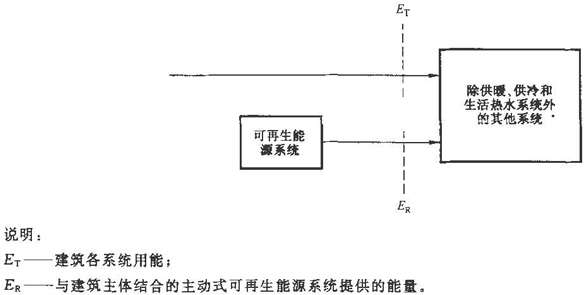 E_T
除供暖、供冷和
生活热水系统外
的其他系统
可再生能
源系统
E_R
说明：
E_T——建筑各系统用能；
E_R——与建筑主体结合的主动式可再生能源系统提供的能量。